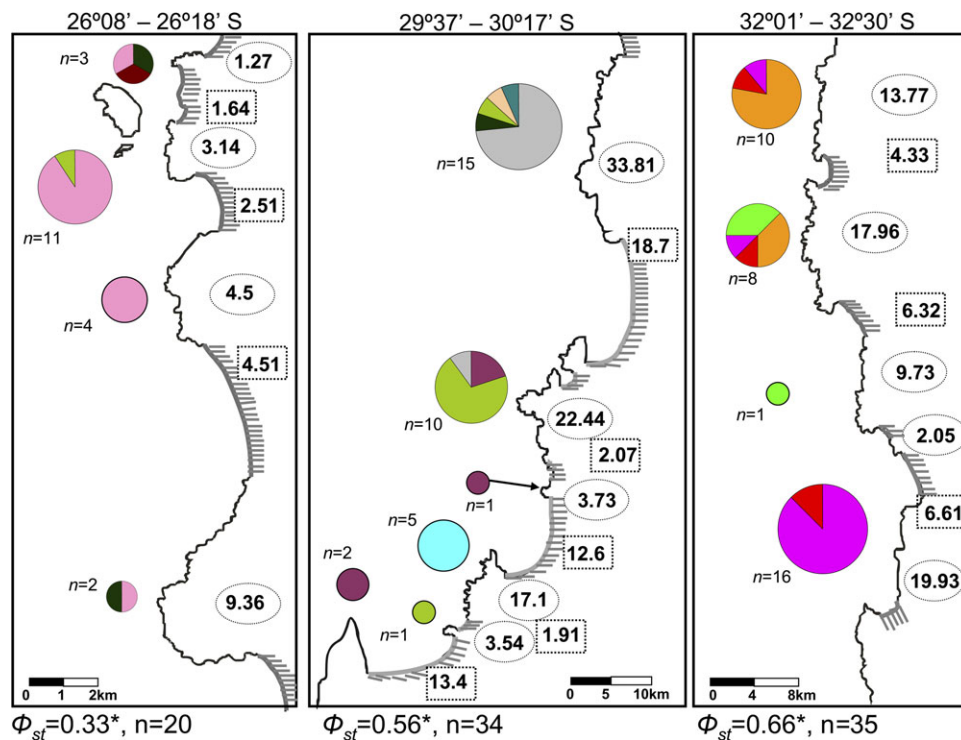 26º08’ – 26º18’ S
29º37’ – 30º17’ S
32º01’ – 32º30’ S
n=3
1.27
1.64
3.14
n=11
2.51
n=4
4.5
4.51
n=2
9.36
0 1 2km
Φst=0.33*, n=20
n=15
33.81
18.7
n=10
22.44
2.07
n=1
3.73
n=5
n=2
12.6
n=1
17.1
3.54
1.91
13.4
0 5 10km
Φst=0.56*, n=34
n=10
13.77
4.33
n=8
17.96
6.32
n=1
9.73
2.05
n=16
6.61
19.93
0 4 8km
Φst=0.66*, n=35